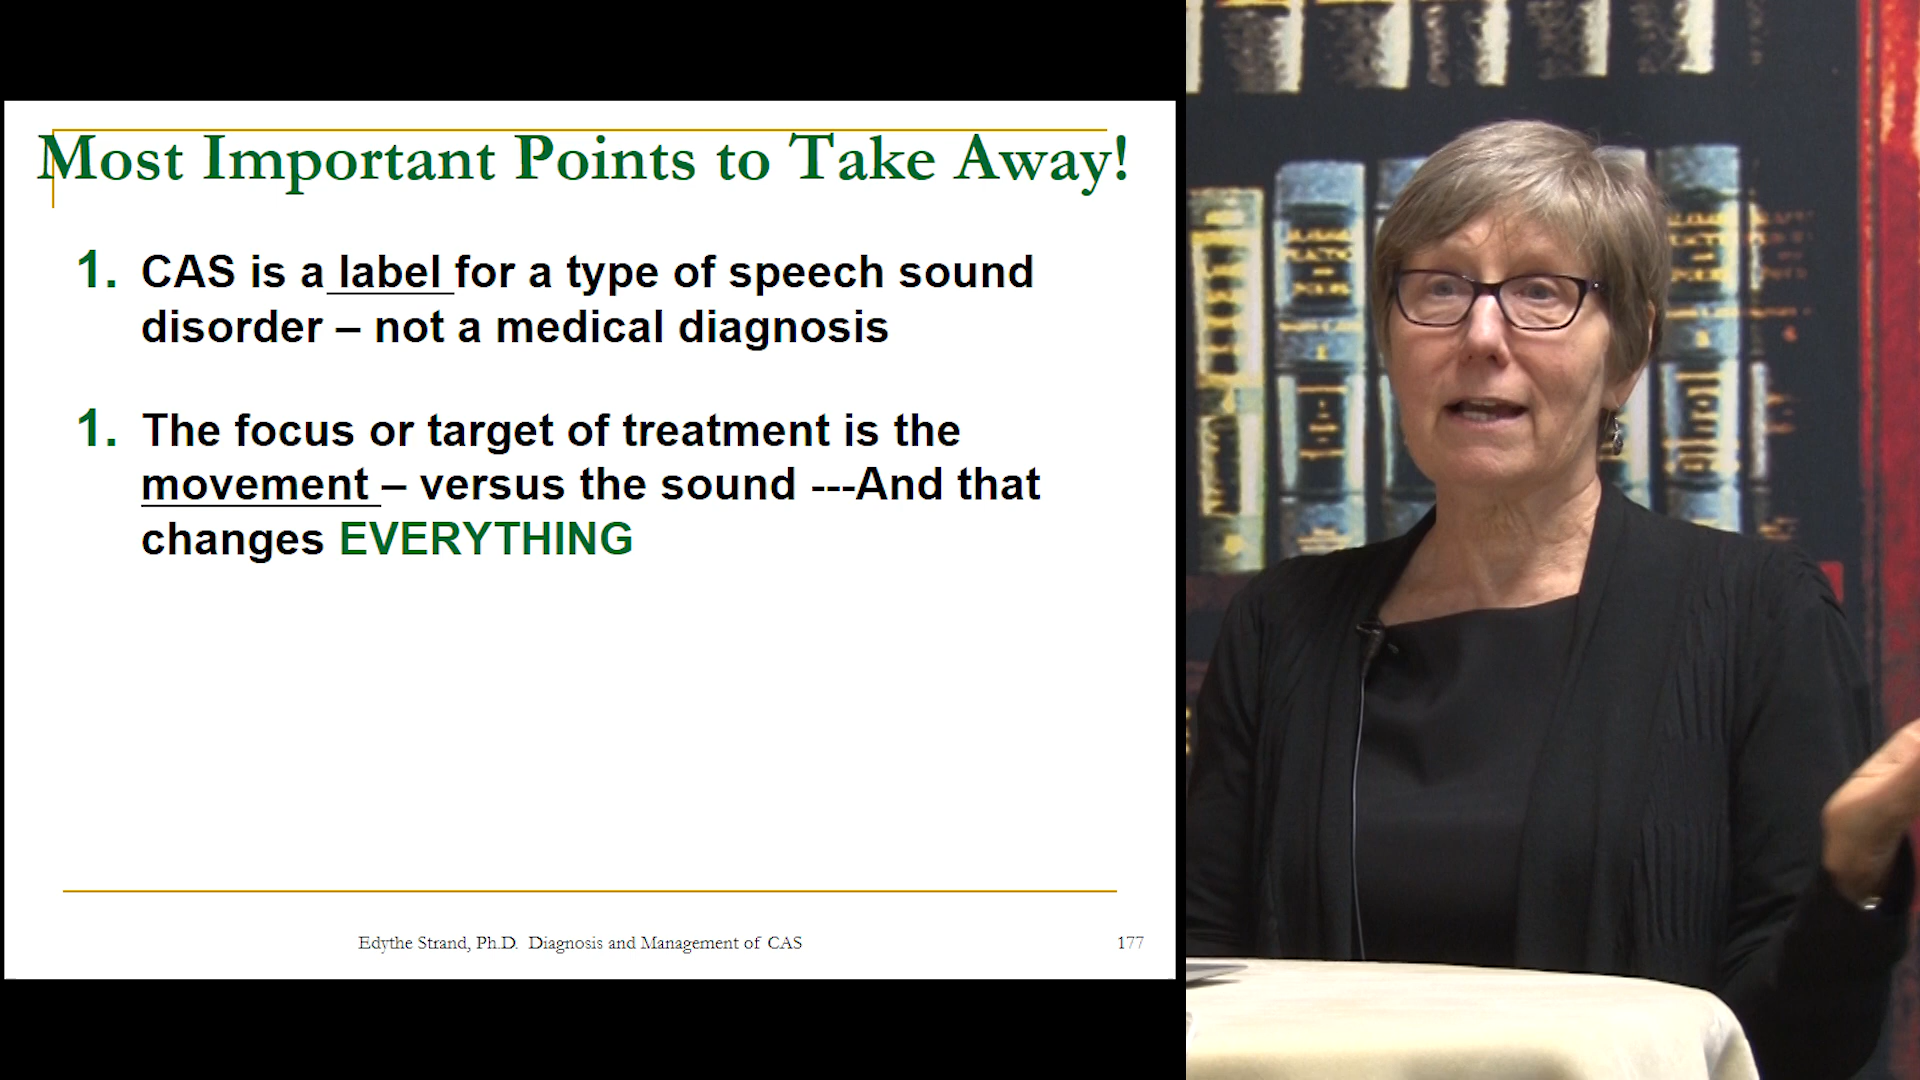 Most Important Points to Take Away!
1. CAS is a label for a type of speech sound
disorder – not a medical diagnosis
1. The focus or target of treatment is the
movement – versus the sound ---And that
changes EVERYTHING
Edythe Strand, Ph.D. Diagnosis and Management of CAS
177